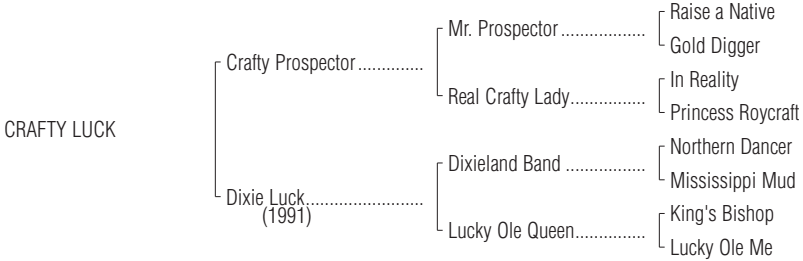 Raise a Native
Mr. Prospector ..................
Gold Digger
Crafty Prospector ..............
In Reality
Real Crafty Lady ................
Princess Roycraft
CRAFTY LUCK
Northern Dancer
Dixieland Band .................
Mississippi Mud
Dixie Luck .........................
(1991)
King's Bishop
Lucky Ole Queen ...............
Lucky Ole Me